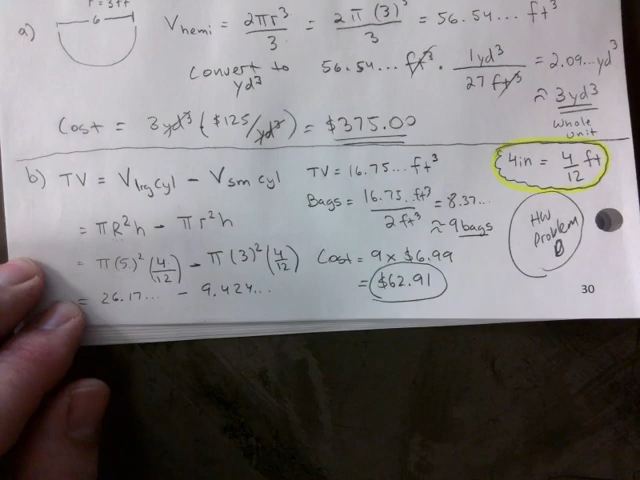 r = 3ft
6
a) V hemi = 2πr³/3 = 2π(3)³/3 = 56.54... ft³
convert to yd³ 56.54... ft³ · 1yd³/27ft³ = 2.09...yd³
≈ 3yd³
whole unit
Cost = 3yd³ ($125/yd³) = $375.00
4in = 4/12 ft
b) TV = V lrg cyl - V sm cyl
= πR²h - πr²h
= π(5)²(4/12) - π(3)²(4/12)
= 26.17... - 9.424...
TV = 16.75... ft³
Bags = 16.75...ft³/2ft³ = 8.37...
≈ 9 bags
Cost = 9 x $6.99
= $62.91
HW Problem
30